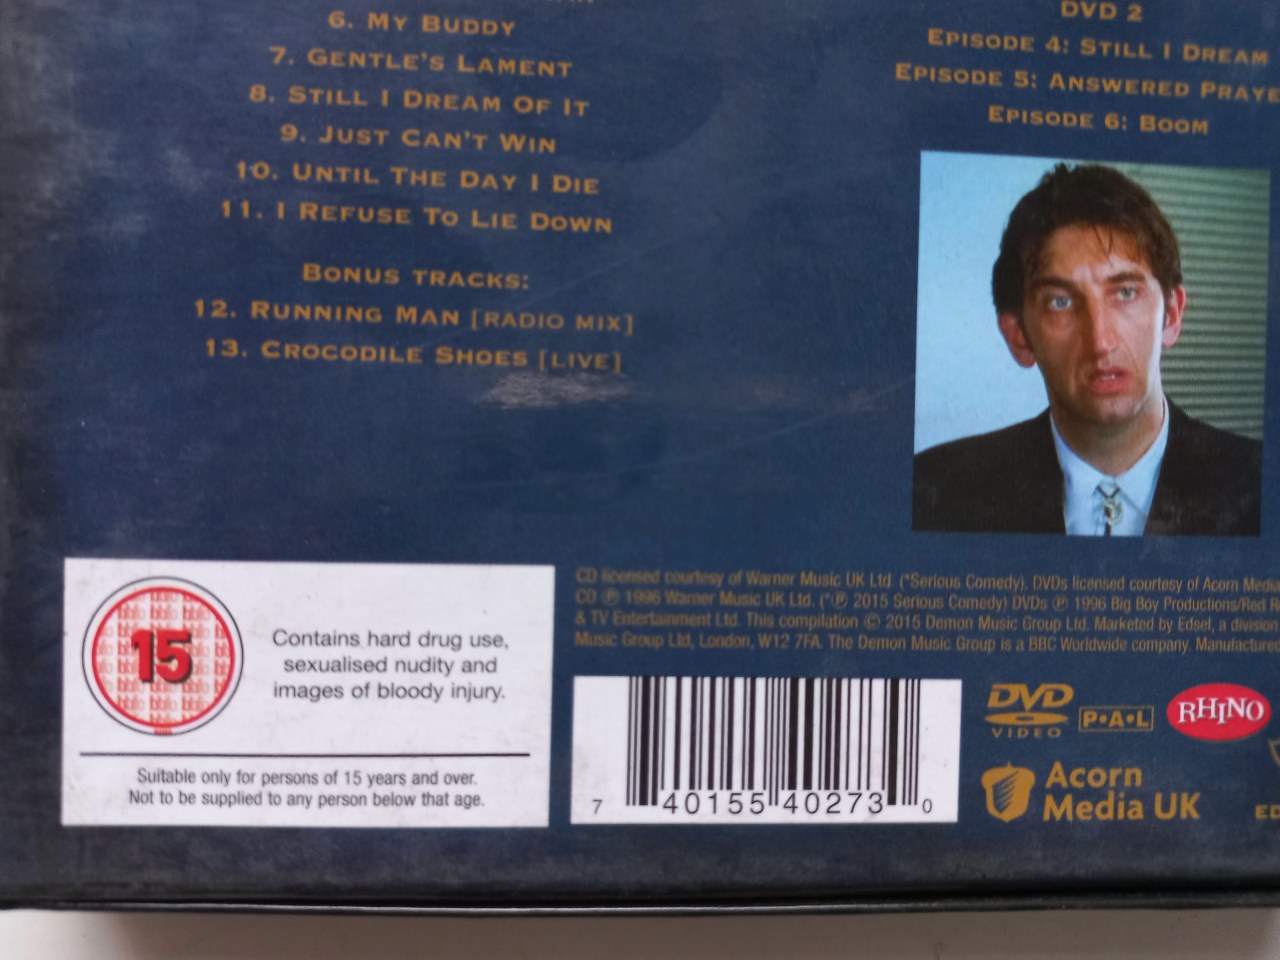 6. My Buddy
7. Gentle's Lament
8. Still I Dream Of It
9. Just Can't Win
10. Until The Day I Die
11. I Refuse To Lie Down
Bonus tracks:
12. Running Man [radio mix]
13. Crocodile Shoes [live]
DVD 2
Episode 4: Still I Dream
Episode 5: Answered Praye
Episode 6: Boom
15
Contains hard drug use,
sexualised nudity and
images of bloody injury.
Suitable only for persons of 15 years and over.
Not to be supplied to any person below that age.
CD licensed courtesy of Warner Music UK Ltd. (*Serious Comedy). DVDs licensed courtesy of Acorn Media
CD ℗ 1996 Warner Music UK Ltd. (*℗ 2015 Serious Comedy) DVDs ℗ 1996 Big Boy Productions/Red R
& TV Entertainment Ltd. This compilation © 2015 Demon Music Group Ltd. Marketed by Edsel, a division
Music Group Ltd, London, W12 7FA. The Demon Music Group is a BBC Worldwide company. Manufactured
7 40155 40273 0
DVD
VIDEO
P·A·L
RHINO
Acorn
Media UK
ED